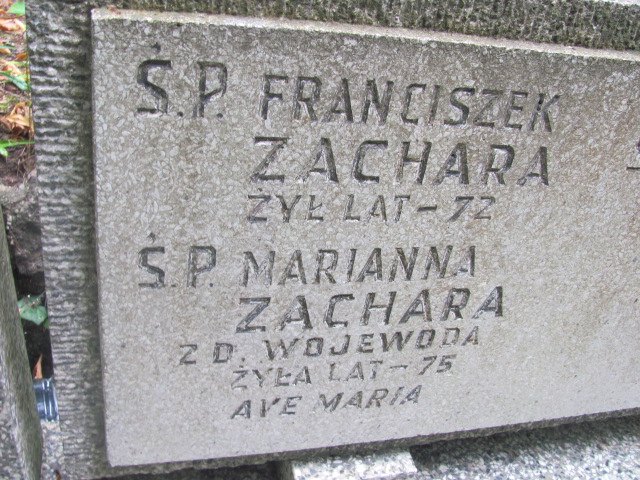 Ś.P. FRANCISZEK
ZACHARA
ŻYŁ LAT - 72
Ś.P. MARIANNA
ZACHARA
Z D. WOJEWODA
ŻYŁA LAT - 75
AVE MARIA